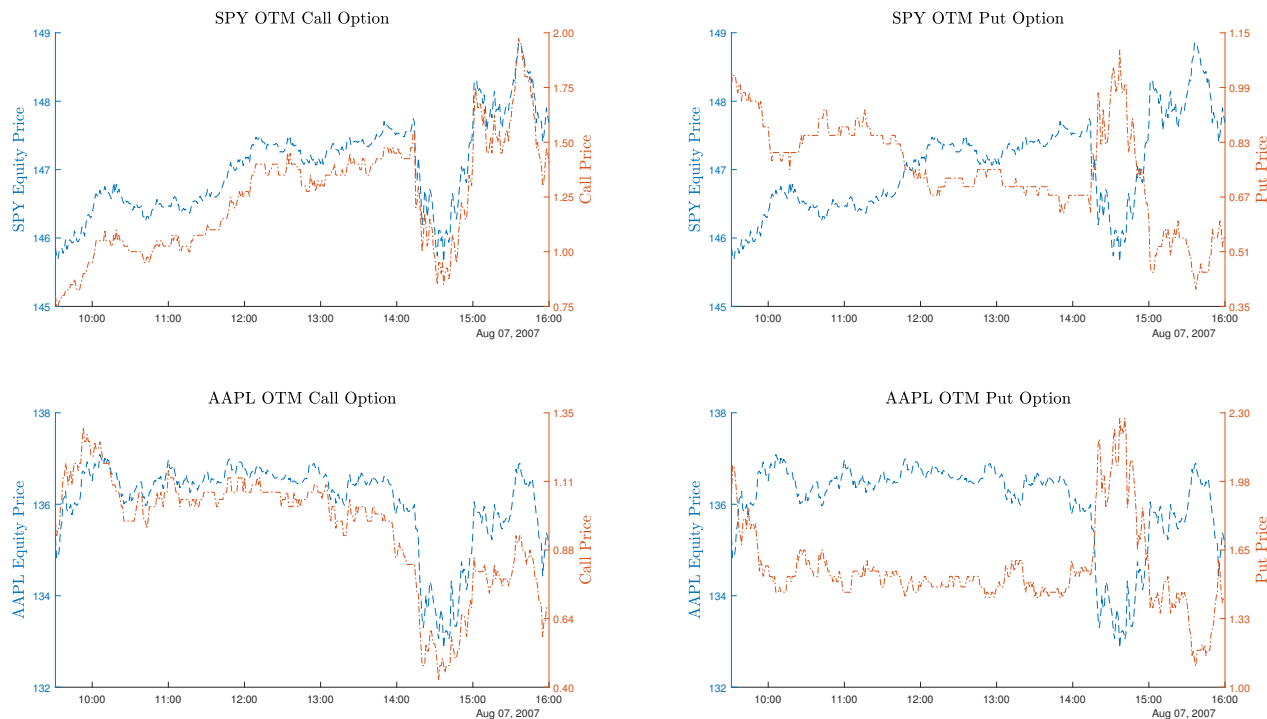 SPY OTM Call Option
149
148
147
146
145
SPY Equity Price
2.00
1.75
1.50
1.25
1.00
0.75
Call Price
10:00 11:00 12:00 13:00 14:00 15:00 16:00
Aug 07, 2007
SPY OTM Put Option
149
148
147
146
145
SPY Equity Price
1.15
0.99
0.83
0.67
0.51
0.35
Put Price
10:00 11:00 12:00 13:00 14:00 15:00 16:00
Aug 07, 2007
AAPL OTM Call Option
138
136
134
132
AAPL Equity Price
1.35
1.11
0.88
0.64
0.40
Call Price
10:00 11:00 12:00 13:00 14:00 15:00 16:00
Aug 07, 2007
AAPL OTM Put Option
138
136
134
132
AAPL Equity Price
2.30
1.98
1.65
1.33
1.00
Put Price
10:00 11:00 12:00 13:00 14:00 15:00 16:00
Aug 07, 2007